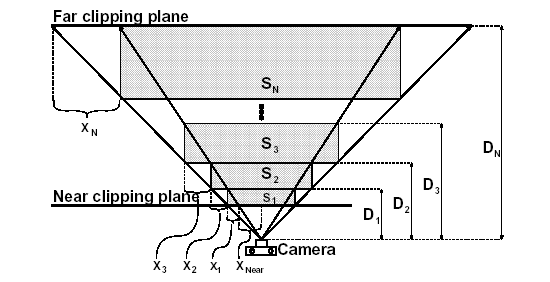 Far clipping plane
S_N
X_N
D_N
S_3
S_2
D_3
Near clipping plane
S_1
D_1
D_2
Camera
X_3 X_2 X_1 X_Near